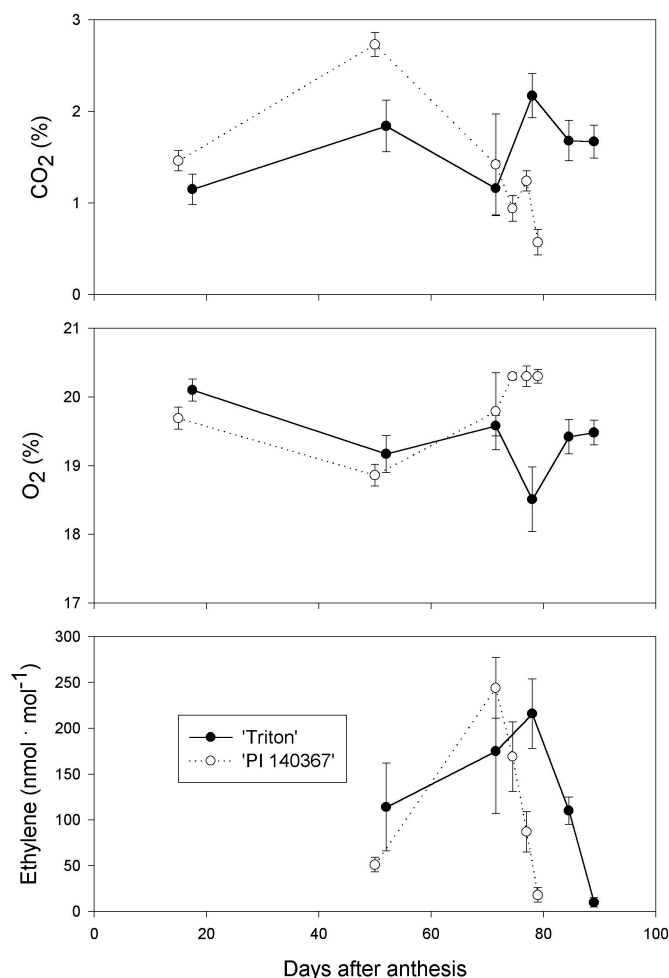 3
2
1
0
CO₂ (%)
21
20
19
18
17
O₂ (%)
300
250
200
150
100
50
0
Ethylene (nmol · mol⁻¹)
'Triton'
'PI 140367'
0 20 40 60 80 100
Days after anthesis